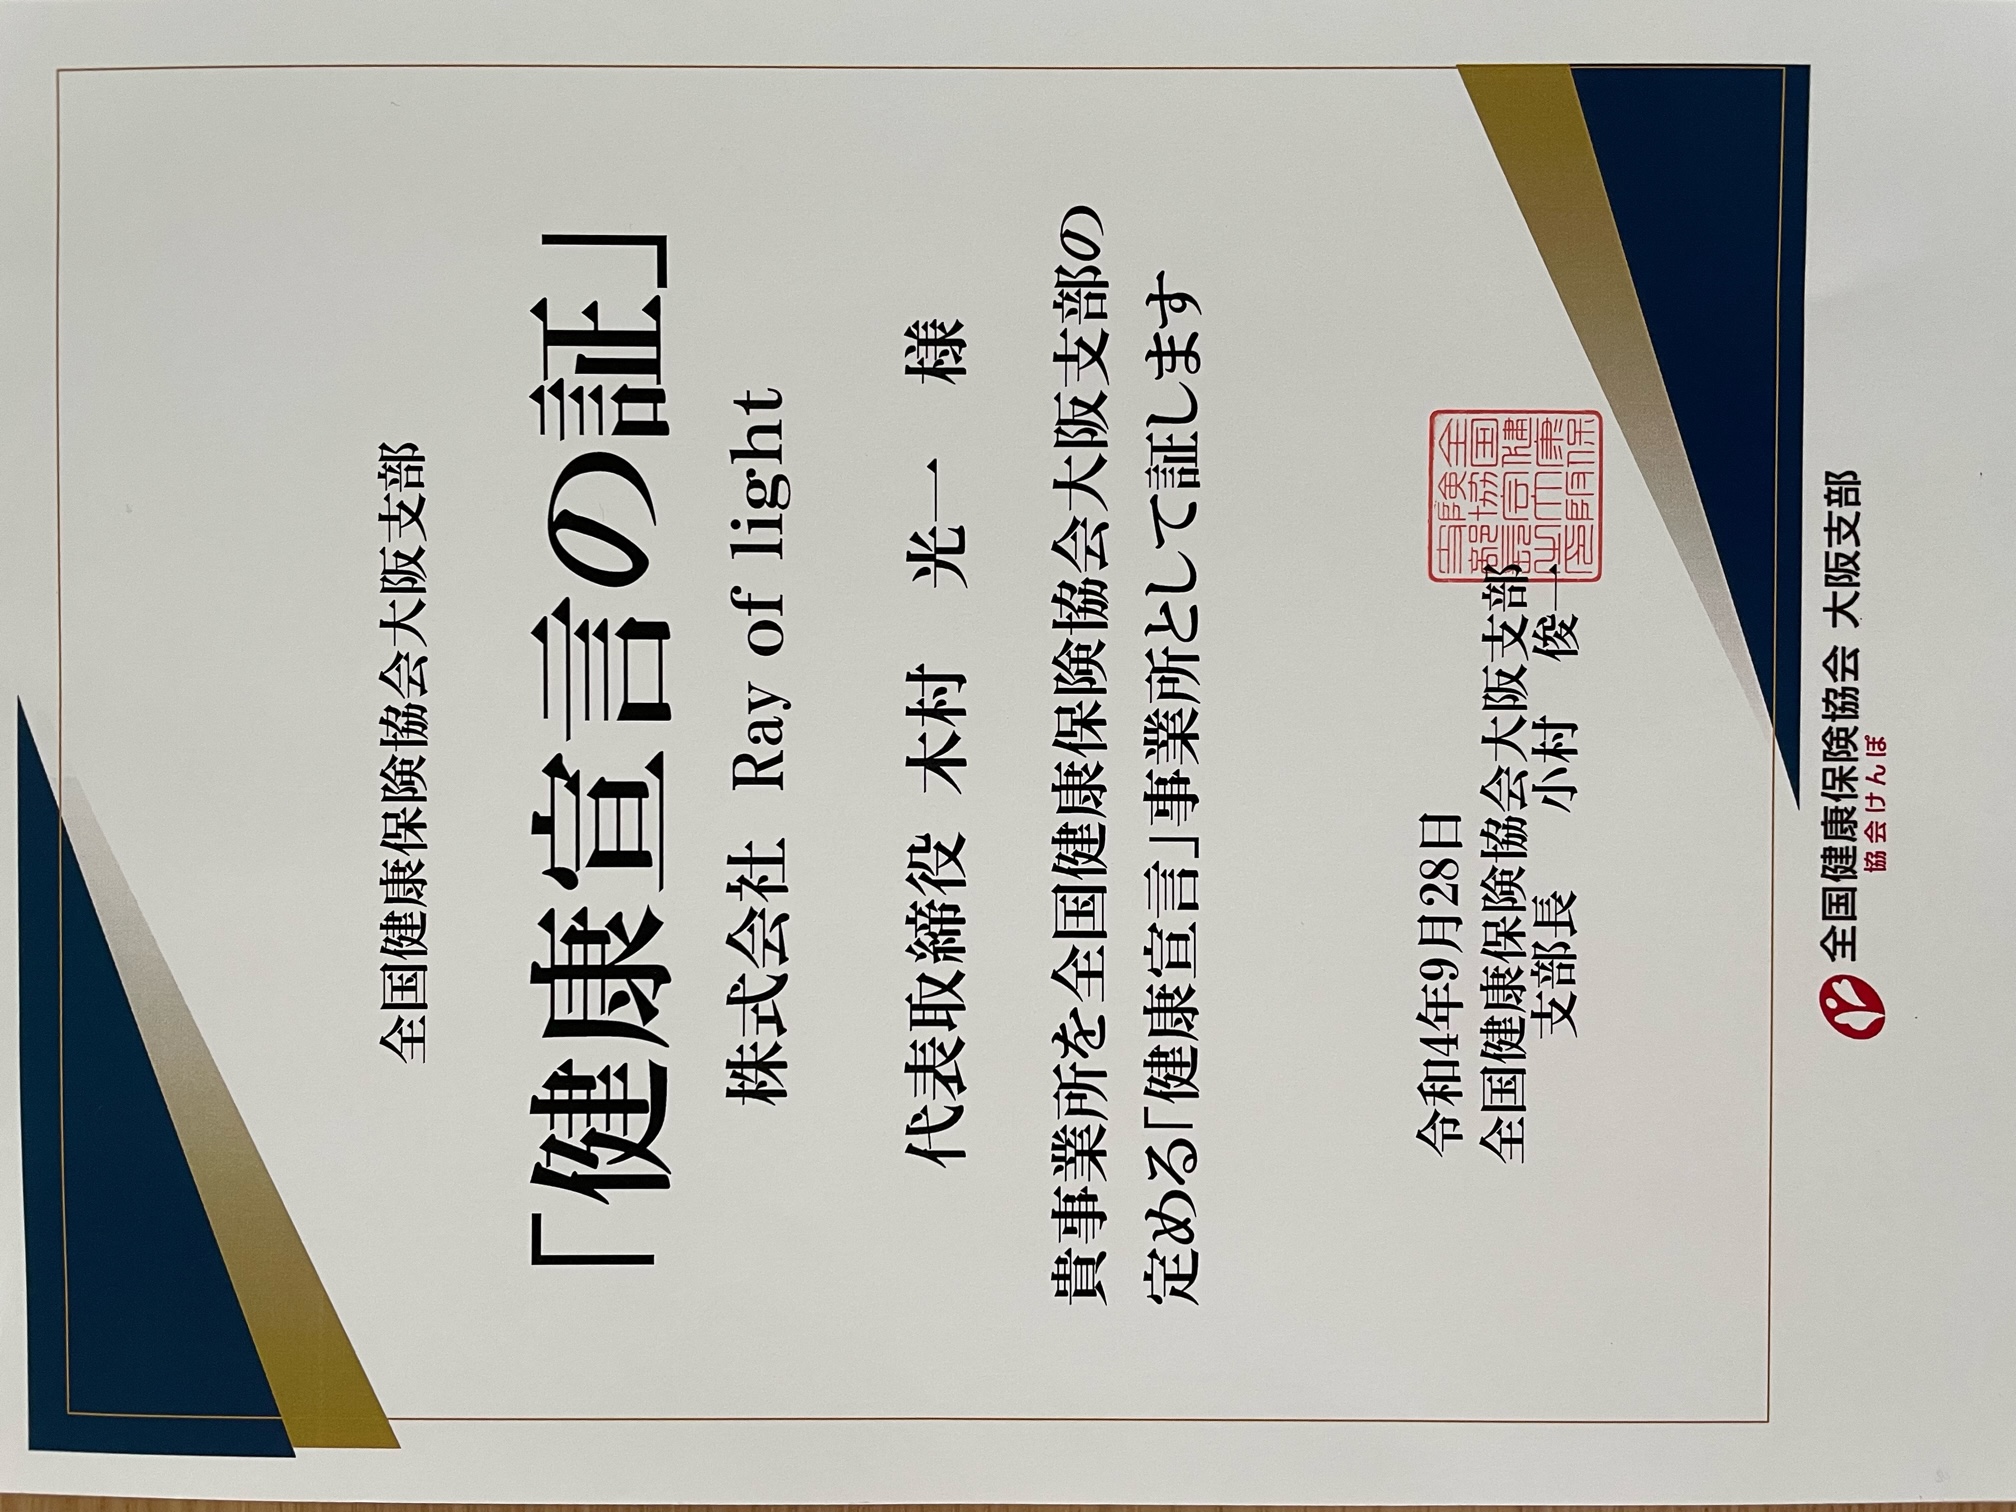 全国健康保険協会大阪支部
「健康宣言の証」
株式会社 Ray of light
代表取締役 木村 光一 様
貴事業所を全国健康保険協会大阪支部の
定める「健康宣言」事業所として証します
令和4年9月28日
全国健康保険協会大阪支部
支部長 小村 俊一
全国健康保険協会 大阪支部
協会けんぽ